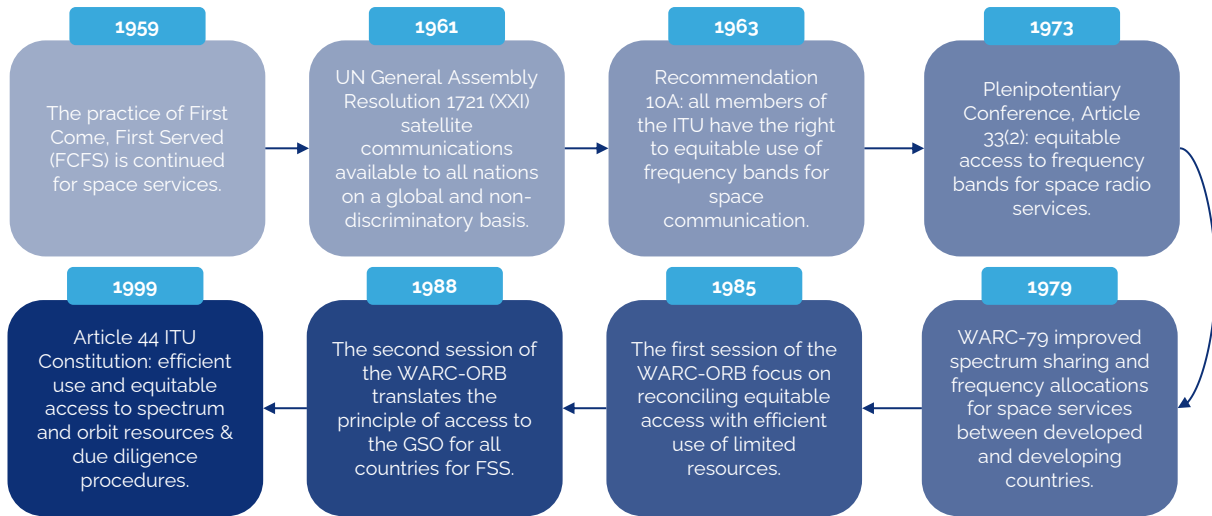 1959
The practice of First
Come, First Served
(FCFS) is continued
for space services.
1961
UN General Assembly
Resolution 1721 (XXI)
satellite
communications
available to all nations
on a global and non-
discriminatory basis.
1963
Recommendation
10A: all members of
the ITU have the right
to equitable use of
frequency bands for
space
communication.
1973
Plenipotentiary
Conference, Article
33(2): equitable
access to frequency
bands for space radio
services.
1979
WARC-79 improved
spectrum sharing and
frequency allocations
for space services
between developed
and developing
countries.
1985
The first session of the
WARC-ORB focus on
reconciling equitable
access with efficient
use of limited
resources.
1988
The second session of
the WARC-ORB
translates the
principle of access to
the GSO for all
countries for FSS.
1999
Article 44 ITU
Constitution: efficient
use and equitable
access to spectrum
and orbit resources &
due diligence
procedures.